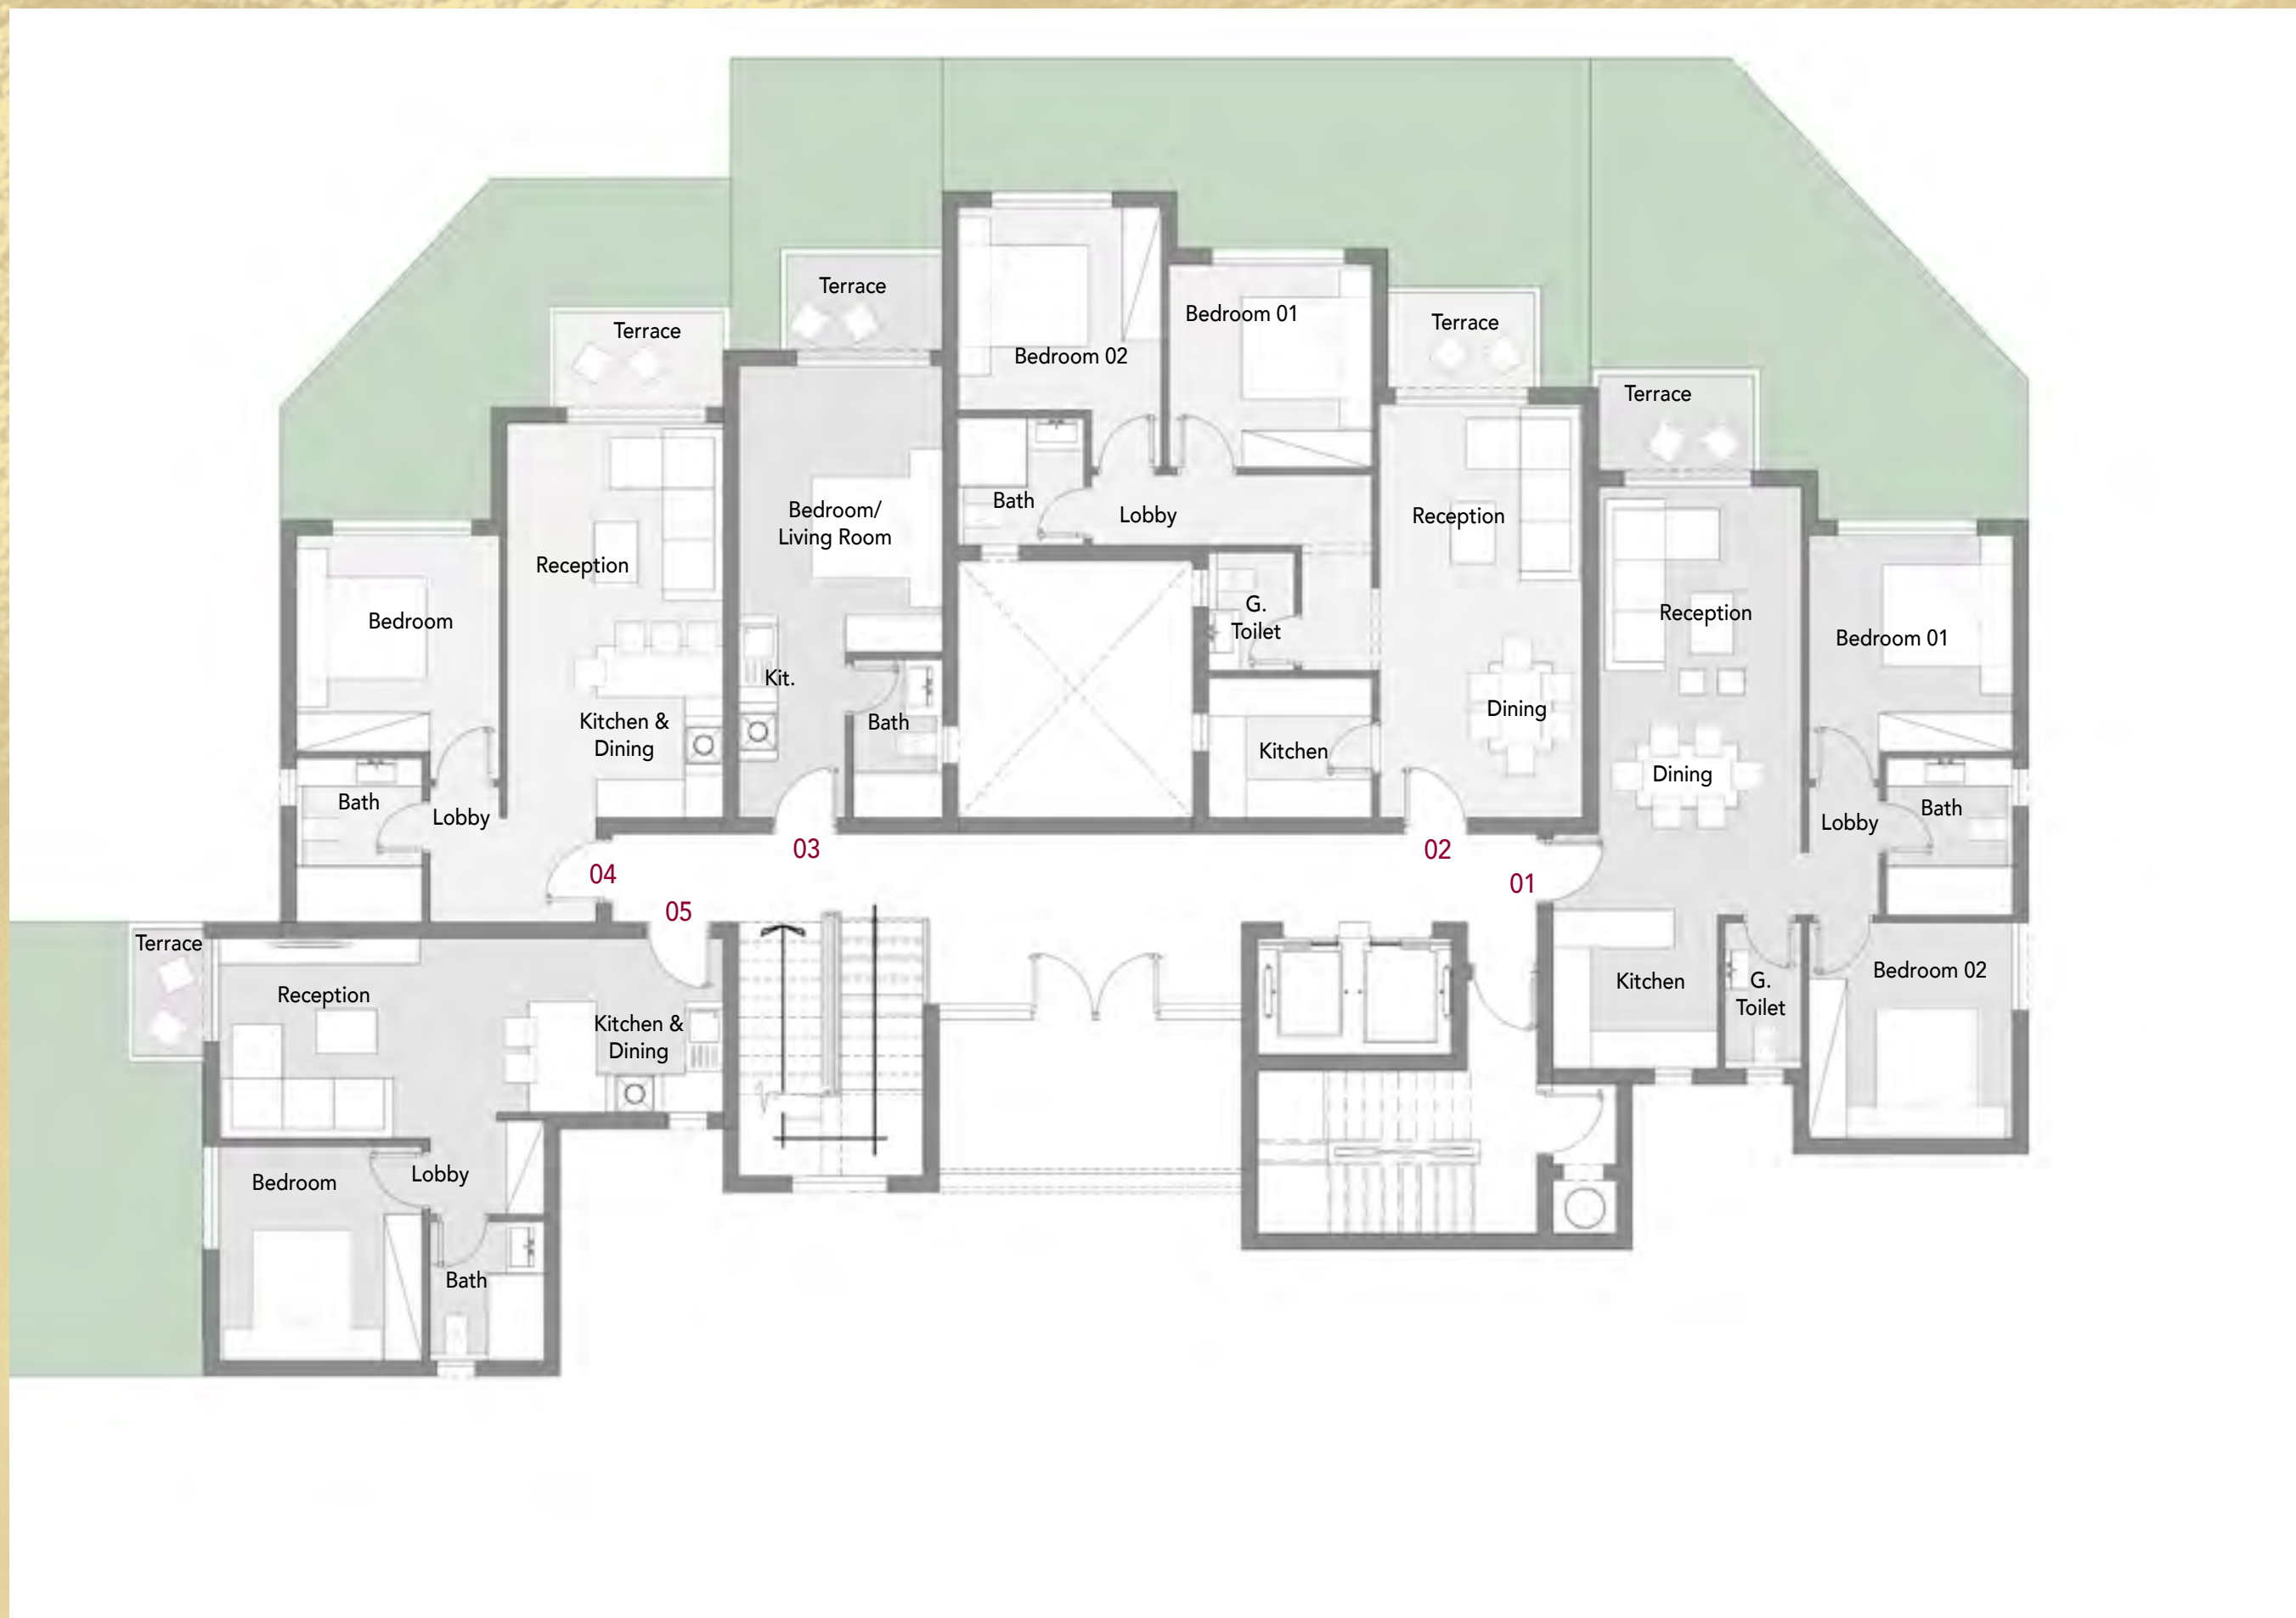 Terrace
Terrace
Bedroom 02
Bedroom 01
Terrace
Terrace
Bedroom
Reception
Kitchen &
Dining
Bath
Lobby
Bedroom/
Living Room
Kit.
Bath
Bath
Lobby
G.
Toilet
Kitchen
Reception
Dining
Reception
Dining
Bedroom 01
Lobby
Bath
Kitchen
G.
Toilet
Bedroom 02
04
05
03
02
01
Terrace
Reception
Kitchen &
Dining
Bedroom
Lobby
Bath